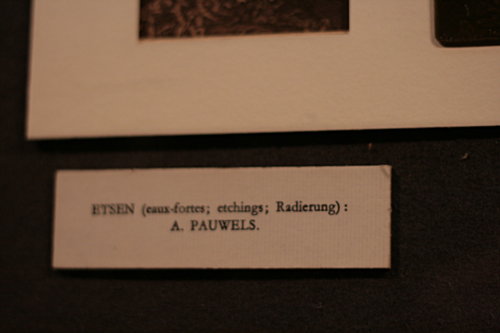 ETSEN (eaux-fortes; etchings; Radierung) :
A. PAUWELS.